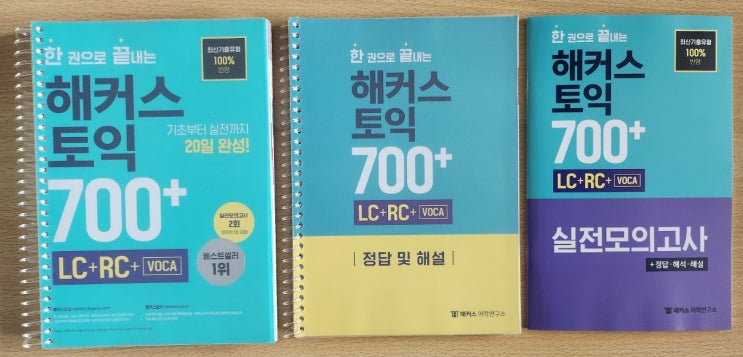 한 권으로 끝내는
최신기출유형
100%
반영
해커스
토익
기초부터 실전까지
20일 완성!
700+
실전모의고사
2회
LC+RC+ VOCA
베스트셀러
1위
한 권으로 끝내는
해커스
토익
700+
LC+RC+ VOCA
정답 및 해설
해커스 어학연구소
한 권으로 끝내는
최신기출유형
100%
반영
해커스
토익
700+
LC+RC+ VOCA
실전모의고사
+정답·해석·해설
해커스 어학연구소